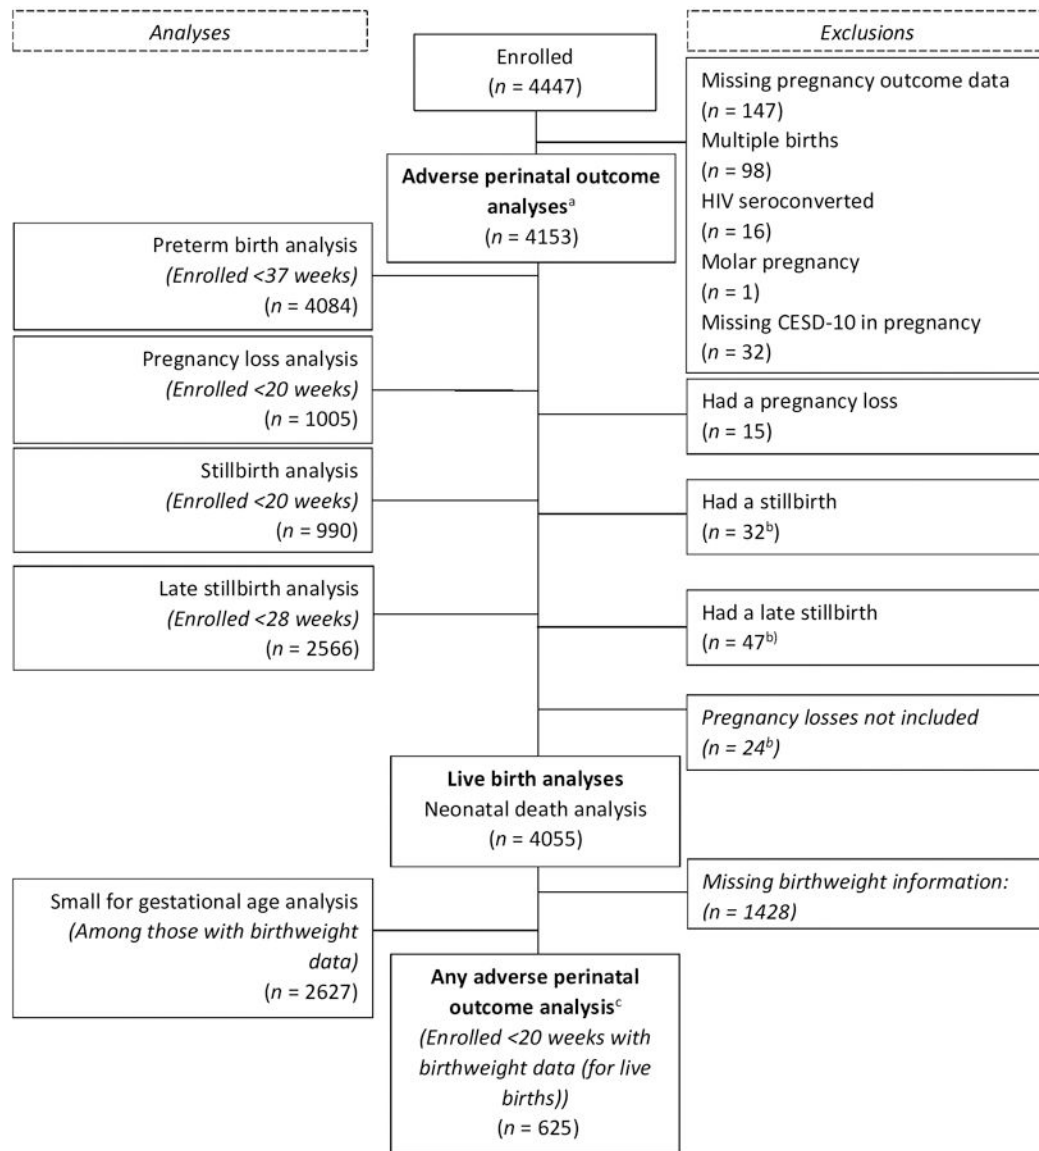 Analyses
Exclusions
Enrolled
(n = 4447)
Missing pregnancy outcome data
(n = 147)
Multiple births
(n = 98)
HIV seroconverted
(n = 16)
Molar pregnancy
(n = 1)
Missing CESD-10 in pregnancy
(n = 32)
Adverse perinatal outcome
analysesᵃ
(n = 4153)
Preterm birth analysis
(Enrolled <37 weeks)
(n = 4084)
Pregnancy loss analysis
(Enrolled <20 weeks)
(n = 1005)
Had a pregnancy loss
(n = 15)
Stillbirth analysis
(Enrolled <20 weeks)
(n = 990)
Had a stillbirth
(n = 32ᵇ)
Late stillbirth analysis
(Enrolled <28 weeks)
(n = 2566)
Had a late stillbirth
(n = 47ᵇ⁾
Pregnancy losses not included
(n = 24ᵇ)
Live birth analyses
Neonatal death analysis
(n = 4055)
Missing birthweight information:
(n = 1428)
Small for gestational age analysis
(Among those with birthweight
data)
(n = 2627)
Any adverse perinatal
outcome analysisᶜ
(Enrolled <20 weeks with
birthweight data (for live
births))
(n = 625)